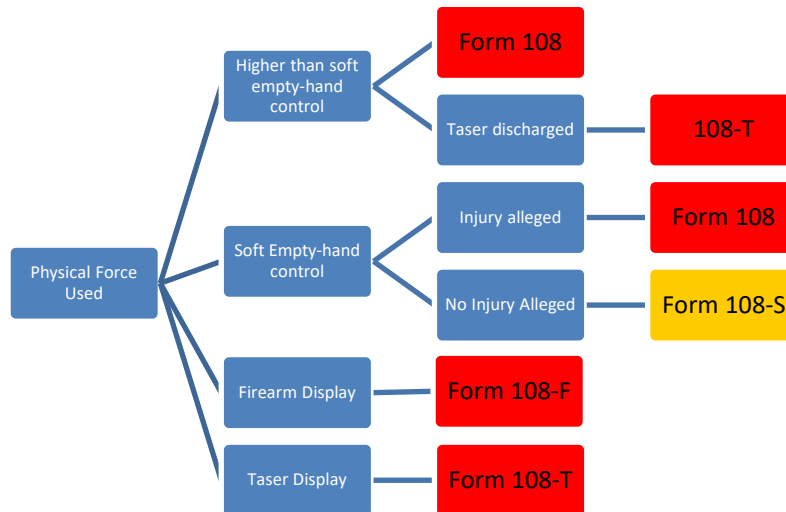 Physical Force
Used
Higher than soft
empty-hand
control
Form 108
Taser discharged
108-T
Soft Empty-hand
control
Injury alleged
Form 108
No Injury Alleged
Form 108-S
Firearm Display
Form 108-F
Taser Display
Form 108-T